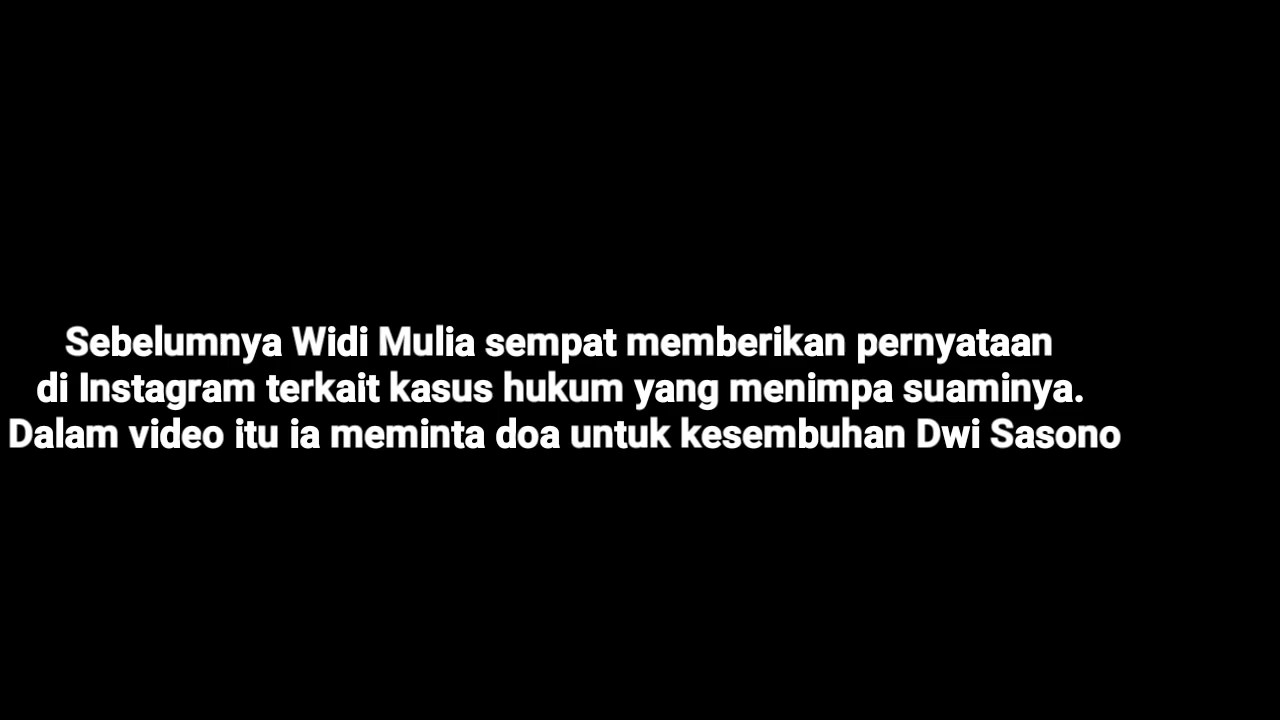 Sebelumnya Widi Mulia sempat memberikan pernyataan
di Instagram terkait kasus hukum yang menimpa suaminya.
Dalam video itu ia meminta doa untuk kesembuhan Dwi Sasono